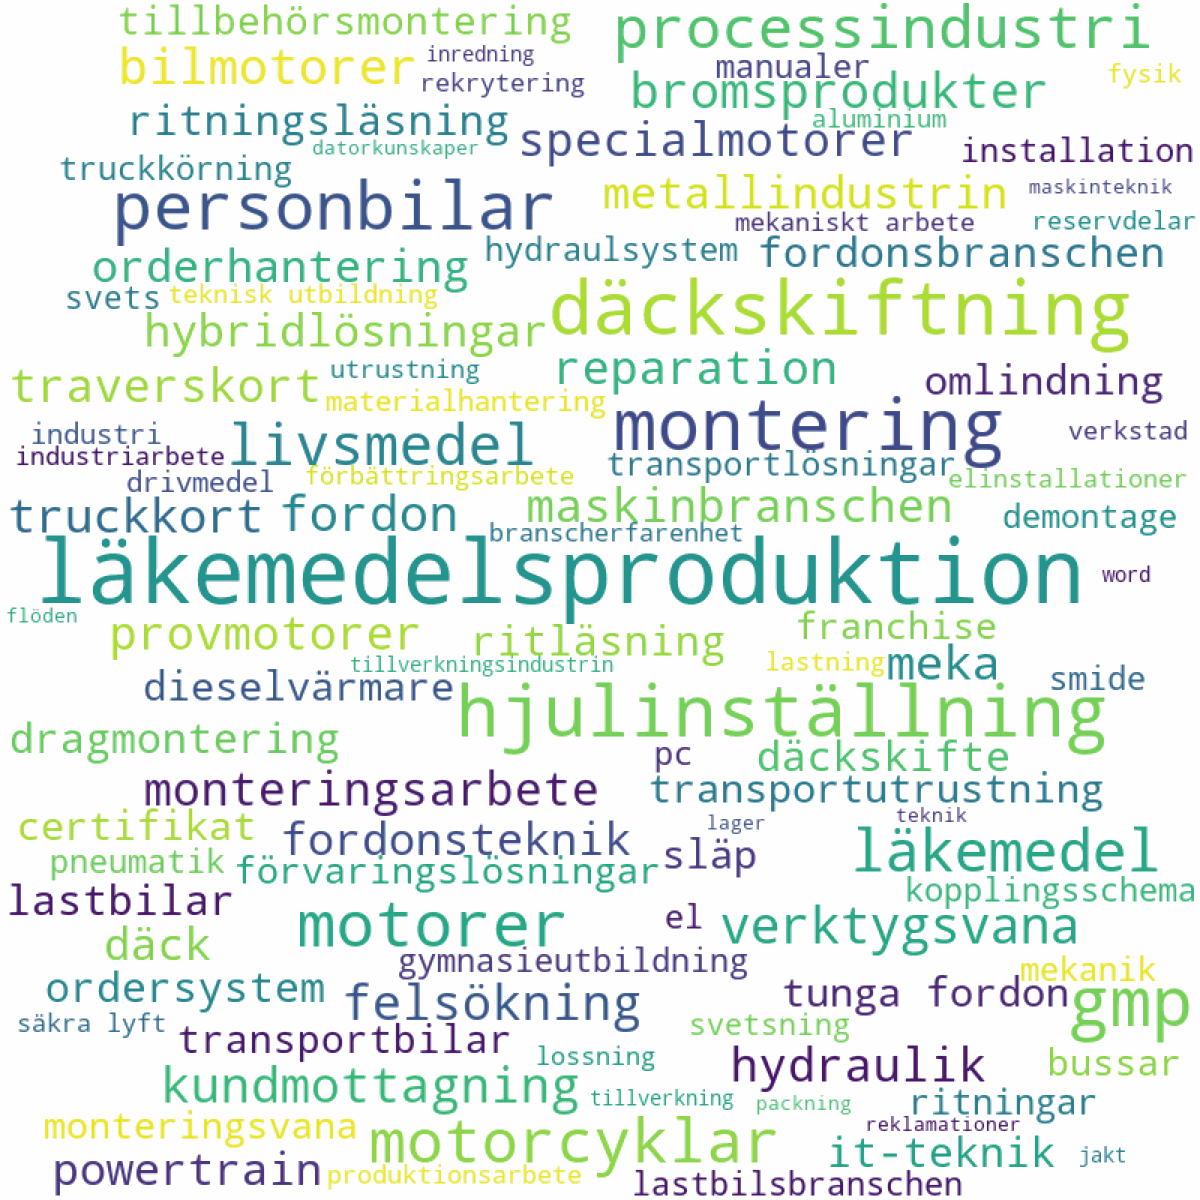 tillbehörsmontering
processindustri
bilmotorer
inredning
manualer
fysik
rekrytering
bromsprodukter
ritningsläsning
aluminium
datorkunskaper
specialmotorer
installation
truckkörning
personbilar
metallindustrin
maskinteknik
mekaniskt arbete
reservdelar
orderhantering
hydraulsystem
fordonsbranschen
svets
teknisk utbildning
däckskiftning
hybridlösningar
traverskort
utrustning
reparation
omlindning
materialhantering
montering
industri
livsmedel
verkstad
industriarbete
transportlösningar
drivmedel
förbättringsarbete
elinstallationer
truckkort
fordon
maskinbranschen
demontage
branscherfarenhet
läkemedelsproduktion
word
flöden
provmotorer
ritläsning
franchise
tillverkningsindustrin
lastning
meka
dieselvärmare
smide
hjulinställning
dragmontering
pc
däckskifte
monteringsarbete
transportutrustning
certifikat
fordonsteknik
lager
teknik
pneumatik
förvaringslösningar
släp
läkemedel
lastbilar
kopplingsschema
motorer
el
verktygsvana
däck
gymnasieutbildning
mekanik
ordersystem
felsökning
tunga fordon
gmp
säkra lyft
transportbilar
svetsning
lossning
hydraulik
bussar
kundmottagning
tillverkning
packning
ritningar
monteringsvana
motorcyklar
reklamationer
it-teknik
jakt
powertrain
produktionsarbete
lastbilsbranschen